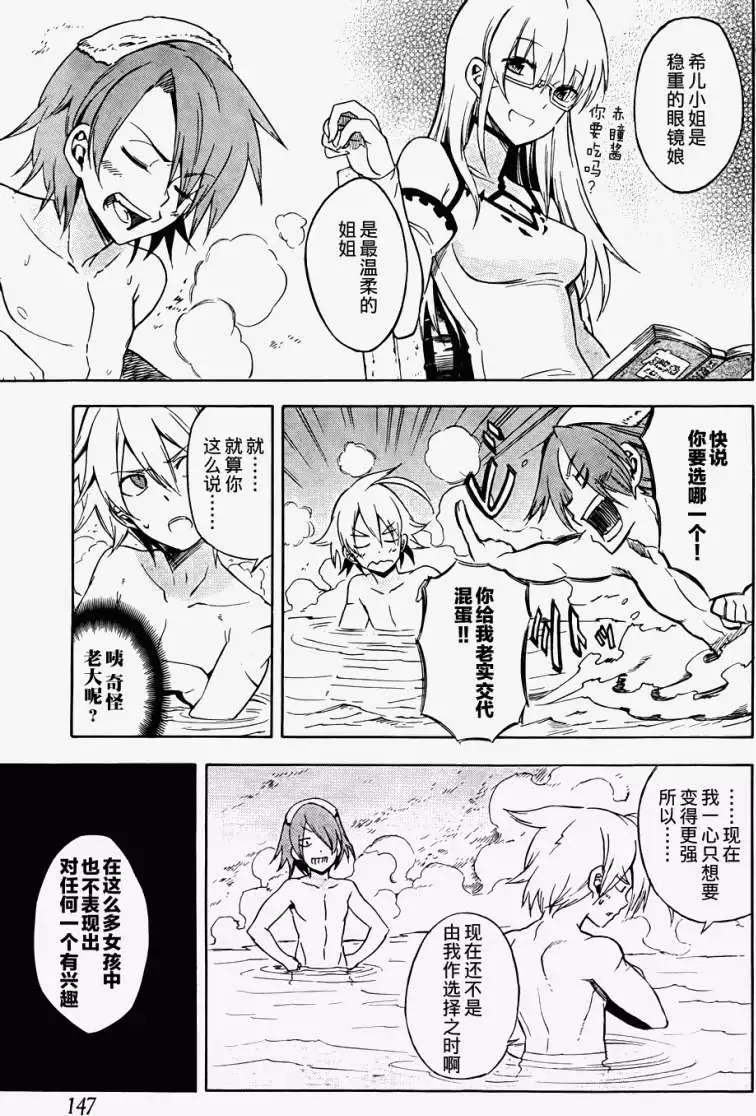 希儿小姐是
稳重的眼镜娘
赤瞳酱
你要吃吗？
是最温柔的
姐姐
快说
你要选哪一个！
你给我老实交代
混蛋!!
就……
就算你
这么说……
咦 奇怪
老大呢？
……现在
我一心只想要
变得更强
所以…
现在还不是
由我作选择
之时啊
在这么多女孩中
也不表现出
对任何一个有兴趣
147